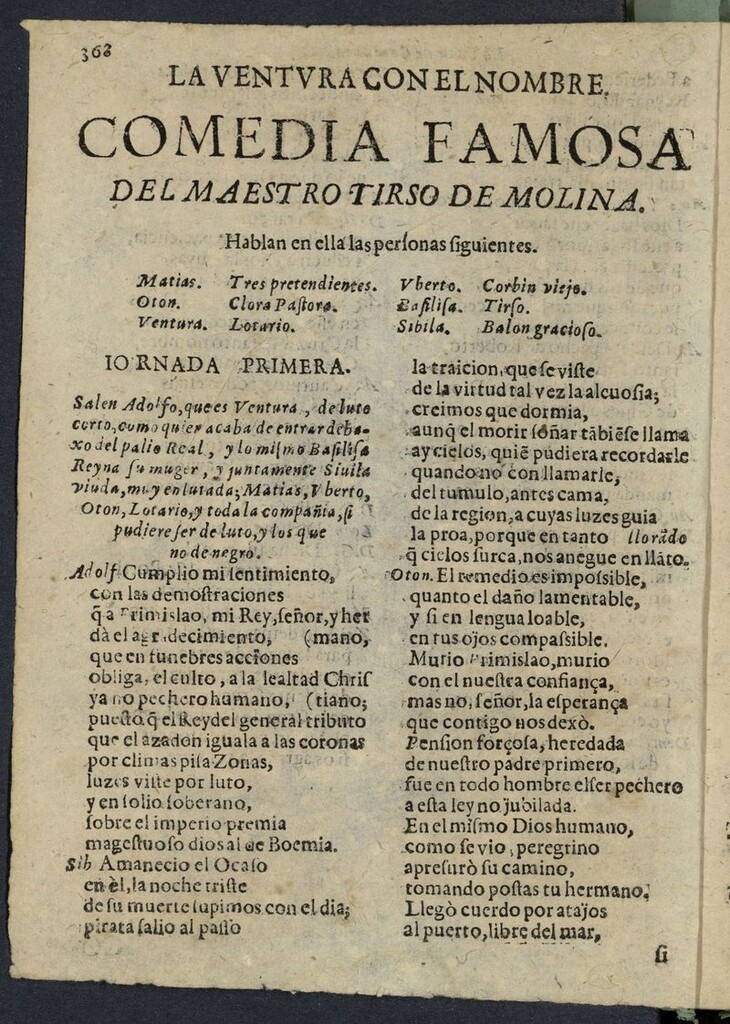 368
LA VENTVRA CON EL NOMBRE.
COMEDIA FAMOSA
DEL MAESTRO TIRSO DE MOLINA.
Hablan en ella las perſonas ſiguientes.
Matias. Tres pretendientes. Vberto. Corbin viejo.
Oton. Clora Paſtora. Baſiliſa. Tirſo.
Ventura. Lotario. Sibila. Balon gracioſo.
IORNADA PRIMERA.
Salen Adolfo, que es Ventura, de luto
corto, como quien acaba de entrar deba-
xo del palio Real, y lo miſmo Baſiliſa
Reyna ſu muger, y juntamente Siuila
viuda, muy enlutada; Matias, Vberto,
Oton, Lotario, y toda la compañia, ſi
pudiere ſer de luto, y los que
no de negro.
Adolf Cumplio mi ſentimiento,
con las demoſtraciones
q̃ a Primislao, mi Rey, ſeñor, y her
dà el agradecimiento, (mano,
que en funebres acciones
obliga, el culto, a la lealtad Chriſ
ya no pechero humano, (tiano;
pueſto q̃ el Rey del general tributo
que el azadon iguala a las coronas
por climas piſa Zonas,
luzes viſte por luto,
y en ſolio ſoberano,
ſobre el imperio premia
mageſtuoſo dioſal de Boemia.
Sib Amanecio el Ocaſo
en èl, la noche triſte
de ſu muerte ſupimos con el dia;
pirata ſalio al paſſo
la traicion, que ſe viſte
de la virtud tal vez la alcuoſia;
creimos que dormia,
aunq̃ el morir ſoñar tãbiẽ ſe llama
ay cielos, quiẽ pudiera recordarle
quando no con llamarle,
del tumulo, antes cama,
de la region, a cuyas luzes guia
la proa, porque en tanto llorado
q̃ cielos ſurca, nos anegue en llãto.
Oton. El remedio es impoſsible,
quanto el daño lamentable,
y ſi en lengua loable,
en tus ojos compaſsible.
Murio Primislao, murio
con el nueſtra confiança,
mas no, ſeñor, la eſperança
que contigo nos dexò.
Penſion forçoſa, heredada
de nueſtro padre primero,
fue en todo hombre el ſer pechero
a eſta ley no jubilada.
En el miſmo Dios humano,
como ſe vio, peregrino
apreſurò ſu camino,
tomando poſtas tu hermano;
Llegò cuerdo por atajos
al puerto, libre del mar,
ſi